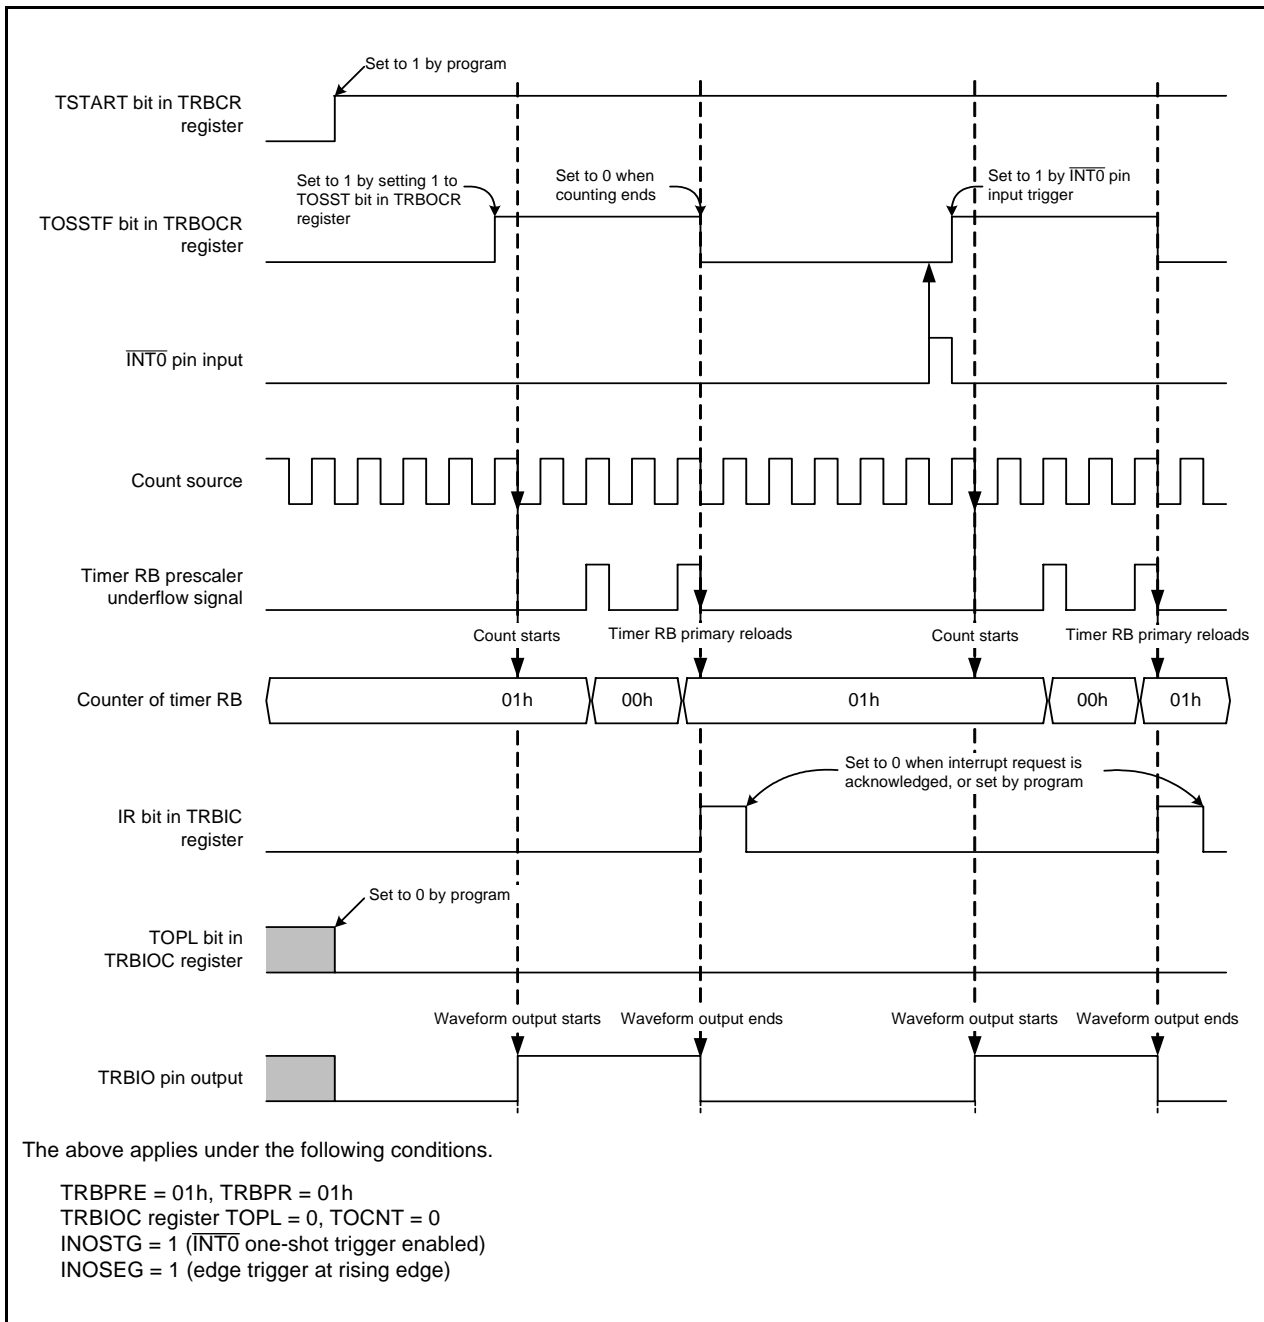 Set to 1 by program
TSTART bit in TRBCR
register
Set to 1 by setting 1 to
TOSST bit in TRBOCR
register
Set to 0 when
counting ends
Set to 1 by INT0 pin
input trigger
TOSSTF bit in TRBOCR
register
INT0 pin input
Count source
Timer RB prescaler
underflow signal
Count starts
Timer RB primary reloads
Count starts
Timer RB primary reloads
Counter of timer RB
01h
00h
01h
00h
01h
Set to 0 when interrupt request is
acknowledged, or set by program
IR bit in TRBIC
register
Set to 0 by program
TOPL bit in
TRBIOC register
Waveform output starts
Waveform output ends
Waveform output starts
Waveform output ends
TRBIO pin output
The above applies under the following conditions.
TRBPRE = 01h, TRBPR = 01h
TRBIOC register TOPL = 0, TOCNT = 0
INOSTG = 1 (INT0 one-shot trigger enabled)
INOSEG = 1 (edge trigger at rising edge)